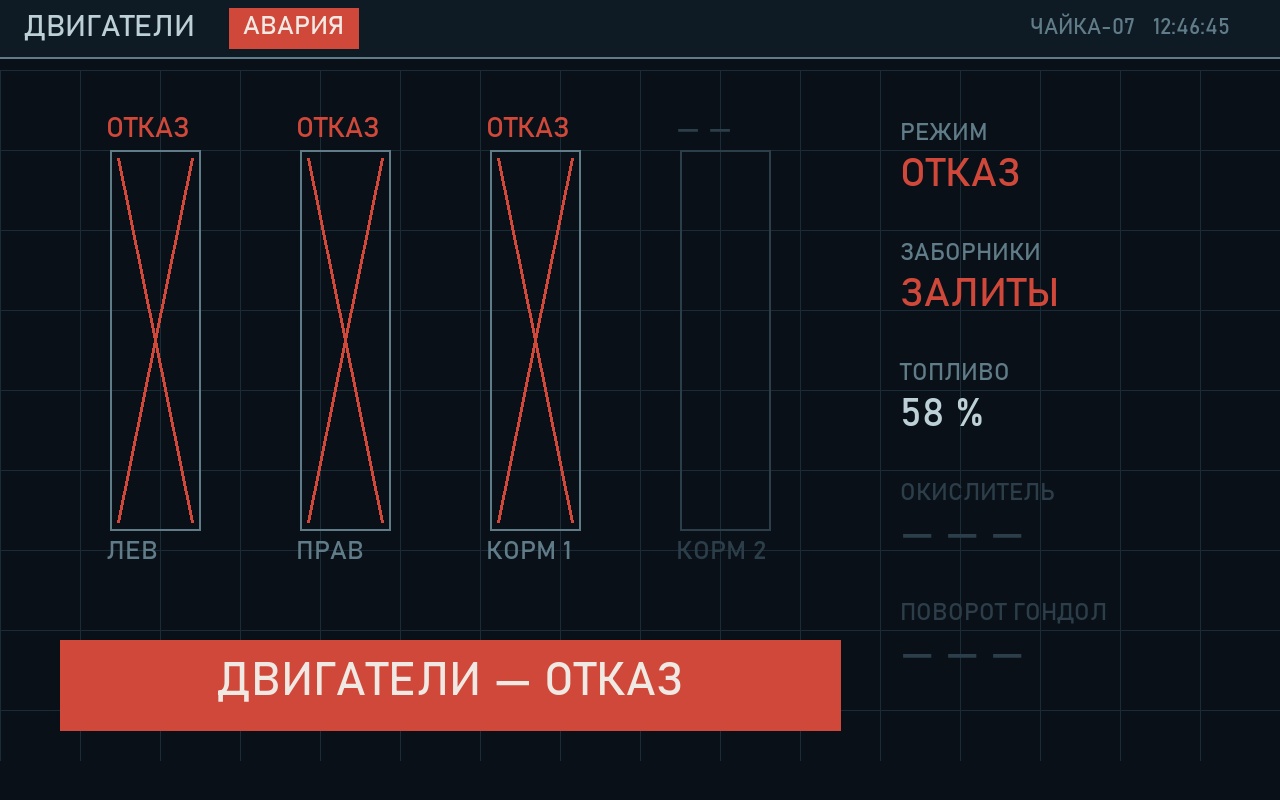 ДВИГАТЕЛИ АВАРИЯ ЧАЙКА-07 12:46:45
ОТКАЗ ОТКАЗ ОТКАЗ — —
ЛЕВ ПРАВ КОРМ 1 КОРМ 2
РЕЖИМ
ОТКАЗ
ЗАБОРНИКИ
ЗАЛИТЫ
ТОПЛИВО
58 %
ОКИСЛИТЕЛЬ
— — —
ПОВОРОТ ГОНДОЛ
— — —
ДВИГАТЕЛИ — ОТКАЗ